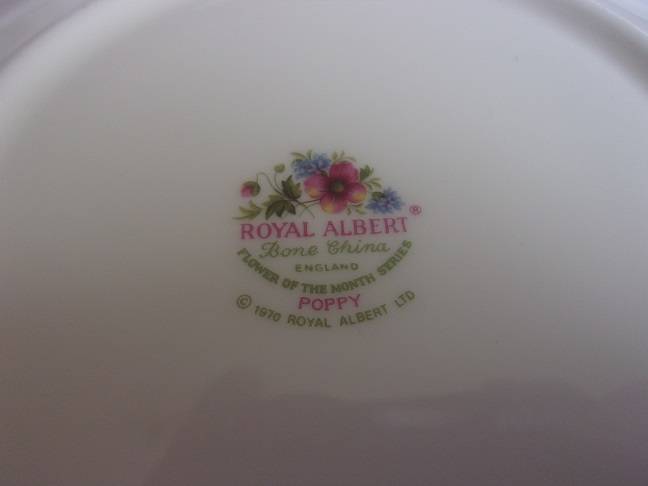 ROYAL ALBERT®
Bone China
ENGLAND
FLOWER OF THE MONTH SERIES
POPPY
© 1970 ROYAL ALBERT LTD